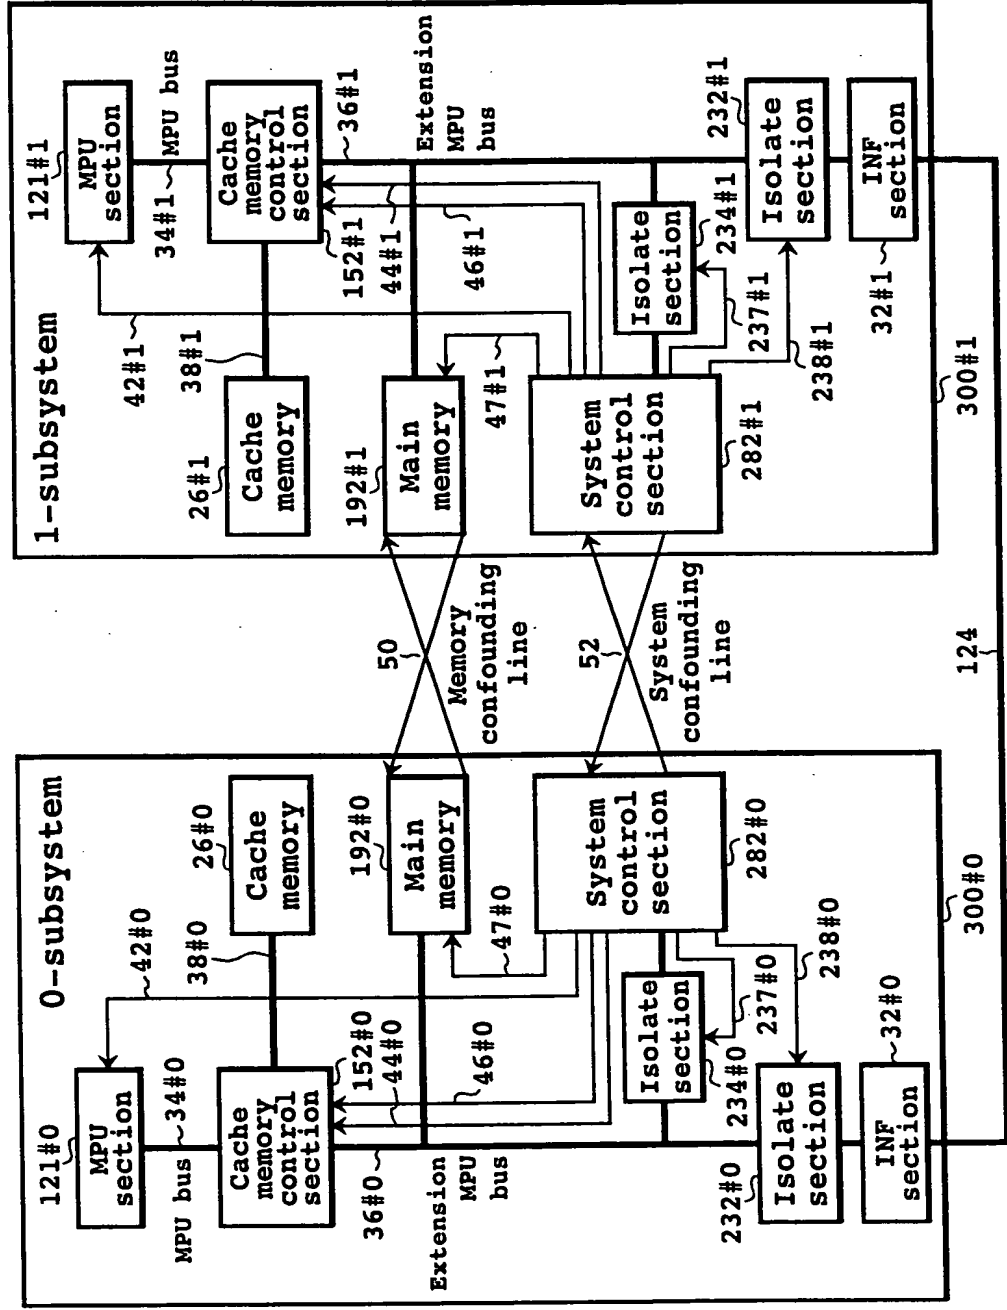 0-subsystem
121#0
MPU
section
MPU bus
34#0
42#0
38#0
26#0
Cache
memory
Cache
memory
control
section
152#0
44#0
46#0
36#0
Extension
MPU
bus
192#0
Main
memory
47#0
System
control
section
282#0
Isolate
section
234#0
237#0
238#0
232#0
Isolate
section
INF
section
32#0
300#0
50
Memory
confounding
line
52
System
confounding
line
124
1-subsystem
121#1
MPU
section
34#1
MPU bus
42#1
38#1
26#1
Cache
memory
Cache
memory
control
section
152#1
44#1
46#1
36#1
Extension
MPU
bus
192#1
Main
memory
47#1
System
control
section
282#1
Isolate
section
234#1
237#1
238#1
232#1
Isolate
section
INF
section
32#1
300#1